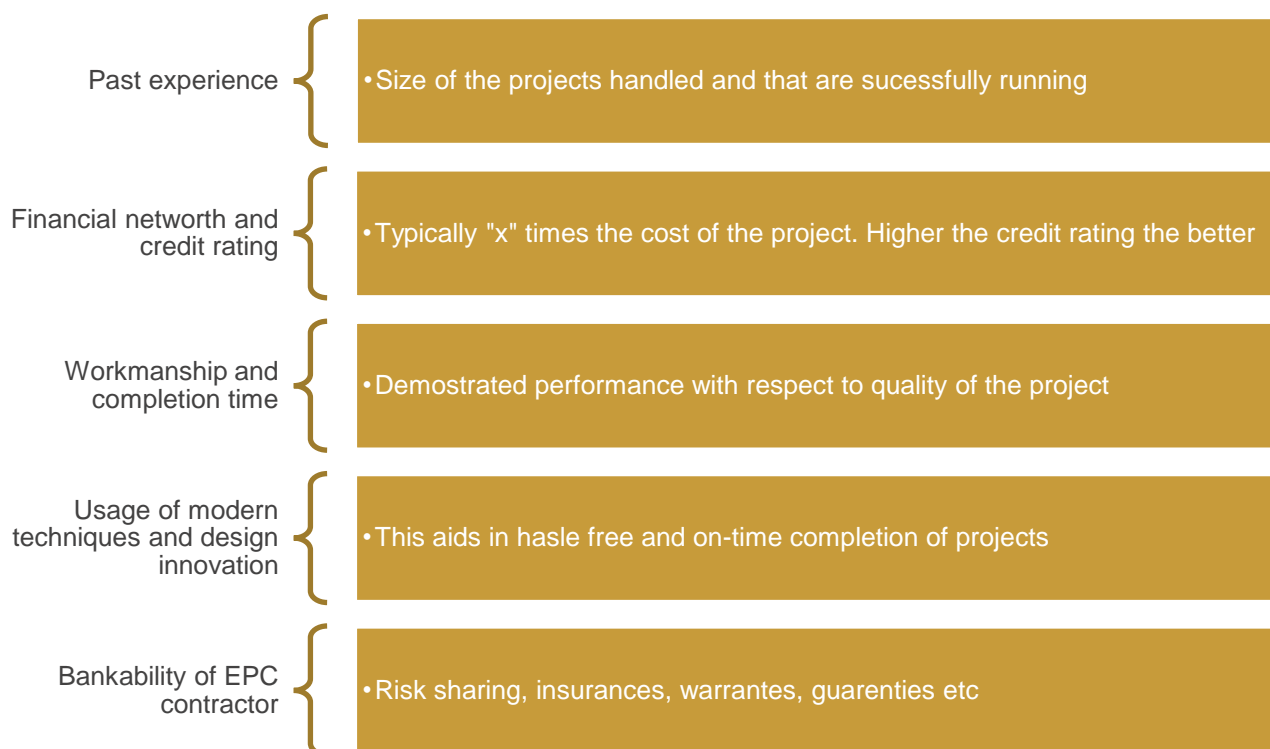 Past experience
•Size of the projects handled and that are sucessfully running
Financial networth and
credit rating
•Typically "x" times the cost of the project. Higher the credit rating the better
Workmanship and
completion time
•Demostrated performance with respect to quality of the project
Usage of modern
techniques and design
innovation
•This aids in hasle free and on-time completion of projects
Bankability of EPC
contractor
•Risk sharing, insurances, warrantes, guarenties etc